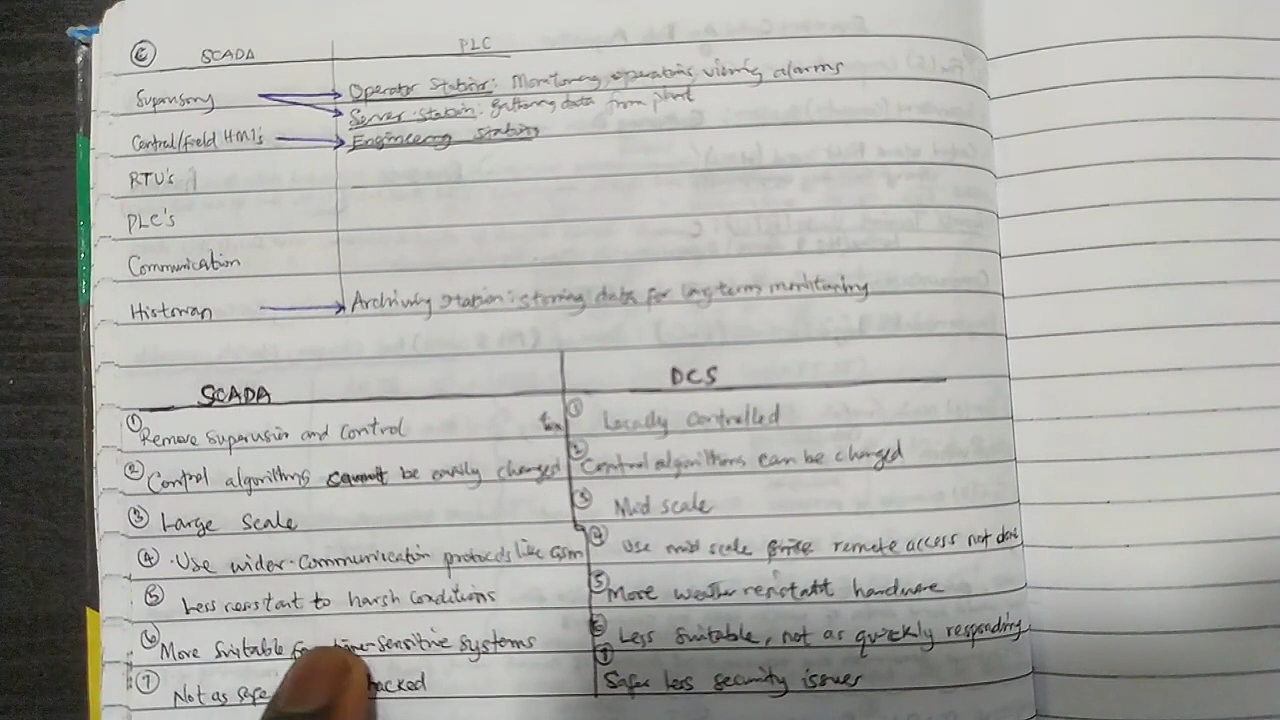 C SCADA PLC
Supervisory Operator Station: Monitoring, operations, viewing alarms
Server Station: gathering data from plant
Central/Field HMI's Engineering station
RTU's
PLC's
Communication
Historian Archiving station: storing data for long term monitoring
SCADA DCS
① Remove Supervision and control ① Locally controlled
② Control algorithms cannot be easily changed ② Control algorithms can be changed
③ Large Scale ③ Mid scale
④ Use wider communication protocols like Gsm ④ Use mid scale remote access not done
⑤ Less resistant to harsh conditions ⑤ More weather resistatt hardware
⑥ More Suitable sensitive systems ⑥ Less Suitable, not as quickly responding
⑦ Not as safe hacked ⑦ Safer Less security issues